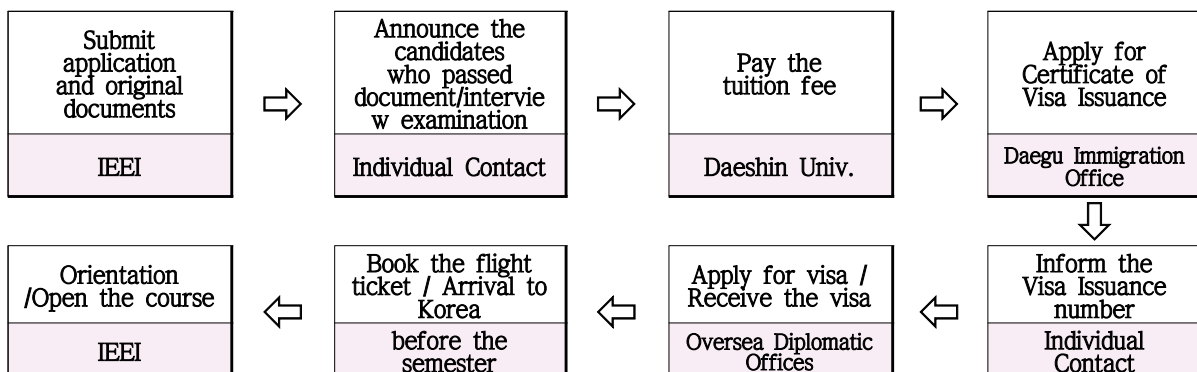 Submit
application
and original
documents
IEEI
Announce the
candidates
who passed
document/intervie
w examination
Individual Contact
Pay the
tuition fee
Daeshin Univ.
Apply for
Certificate of
Visa Issuance
Daegu Immigration
Office
Inform the
Visa Issuance
number
Individual
Contact
Apply for visa /
Receive the visa
Oversea Diplomatic
Offices
Book the flight
ticket / Arrival to
Korea
before the
semester
Orientation
/Open the course
IEEI